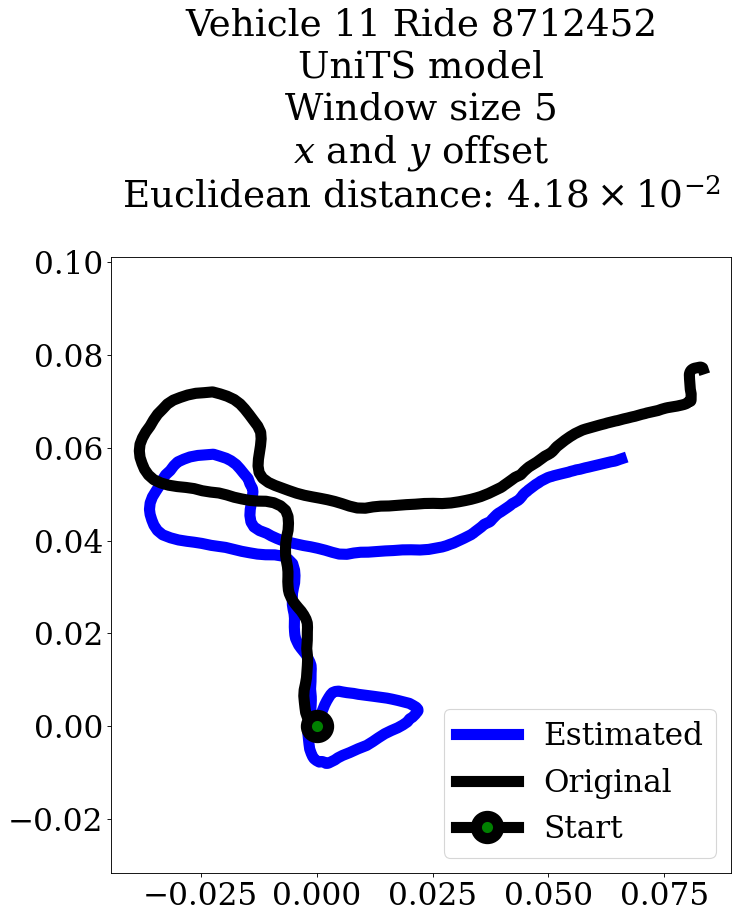 Vehicle 11 Ride 8712452
UniTS model
Window size 5
x and y offset
Euclidean distance: 4.18 × 10⁻²
0.10
0.08
0.06
0.04
0.02
0.00
−0.02
Estimated
Original
Start
−0.025 0.000 0.025 0.050 0.075